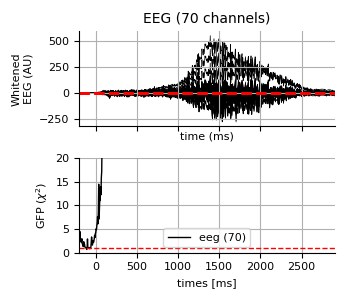 EEG (70 channels)
Whitened
EEG (AU)
500
250
0
−250
time (ms)
GFP (χ²)
20
15
10
5
0
eeg (70)
0 500 1000 1500 2000 2500
times [ms]